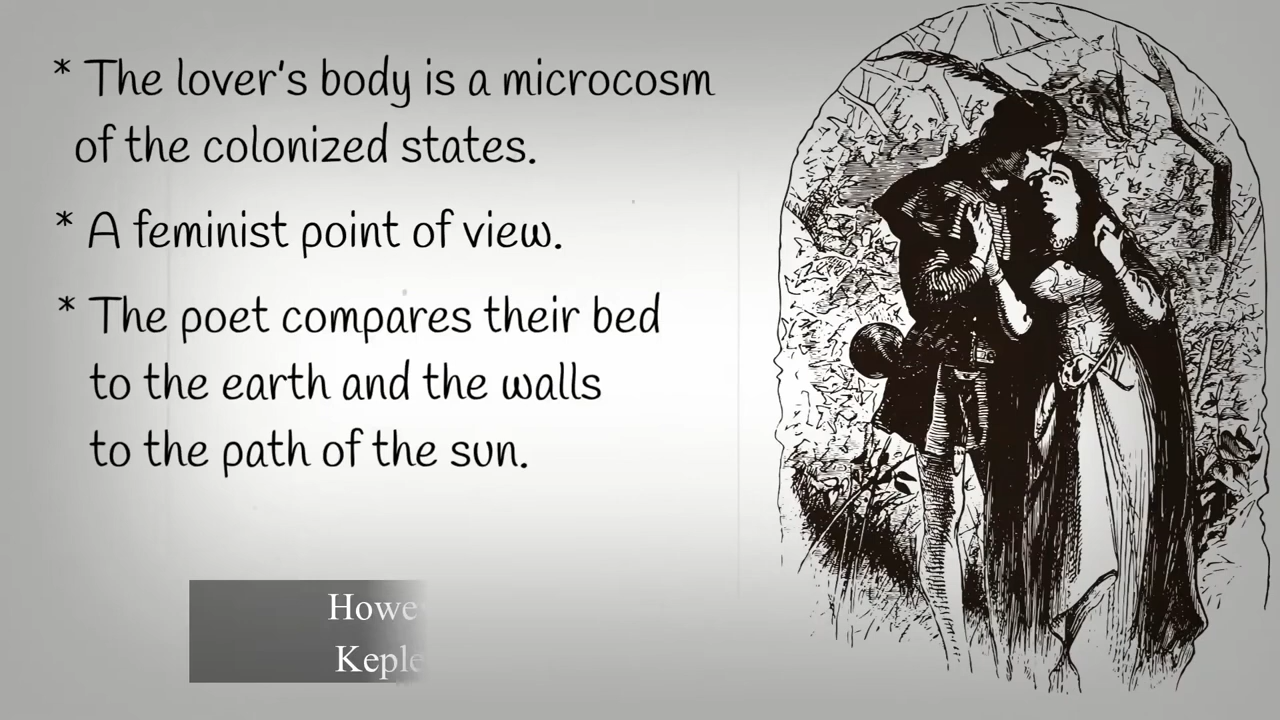 * The lover's body is a microcosm
of the colonized states.
* A feminist point of view.
* The poet compares their bed
to the earth and the walls
to the path of the sun.